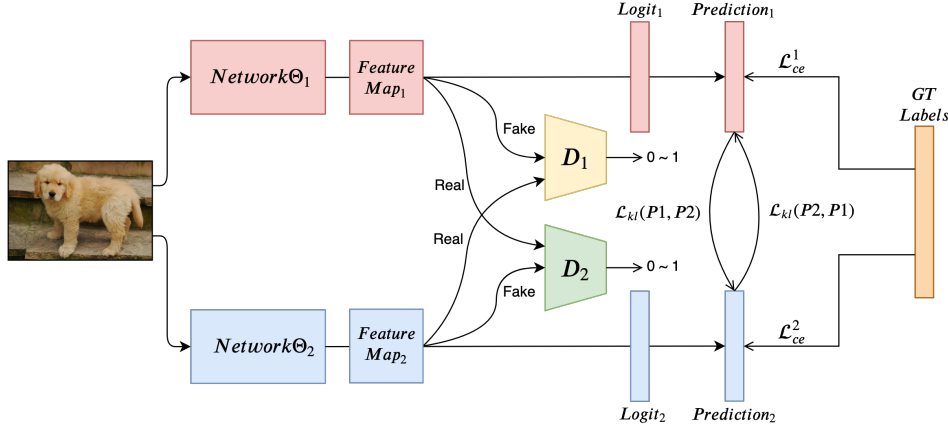 Logit₁
Prediction₁
NetworkΘ₁
Feature
Map₁
ℒ¹ce
GT
Labels
Fake
D₁
0 ~ 1
Real
ℒkl(P1, P2)
ℒkl(P2, P1)
Real
D₂
0 ~ 1
Fake
NetworkΘ₂
Feature
Map₂
ℒ²ce
Logit₂
Prediction₂